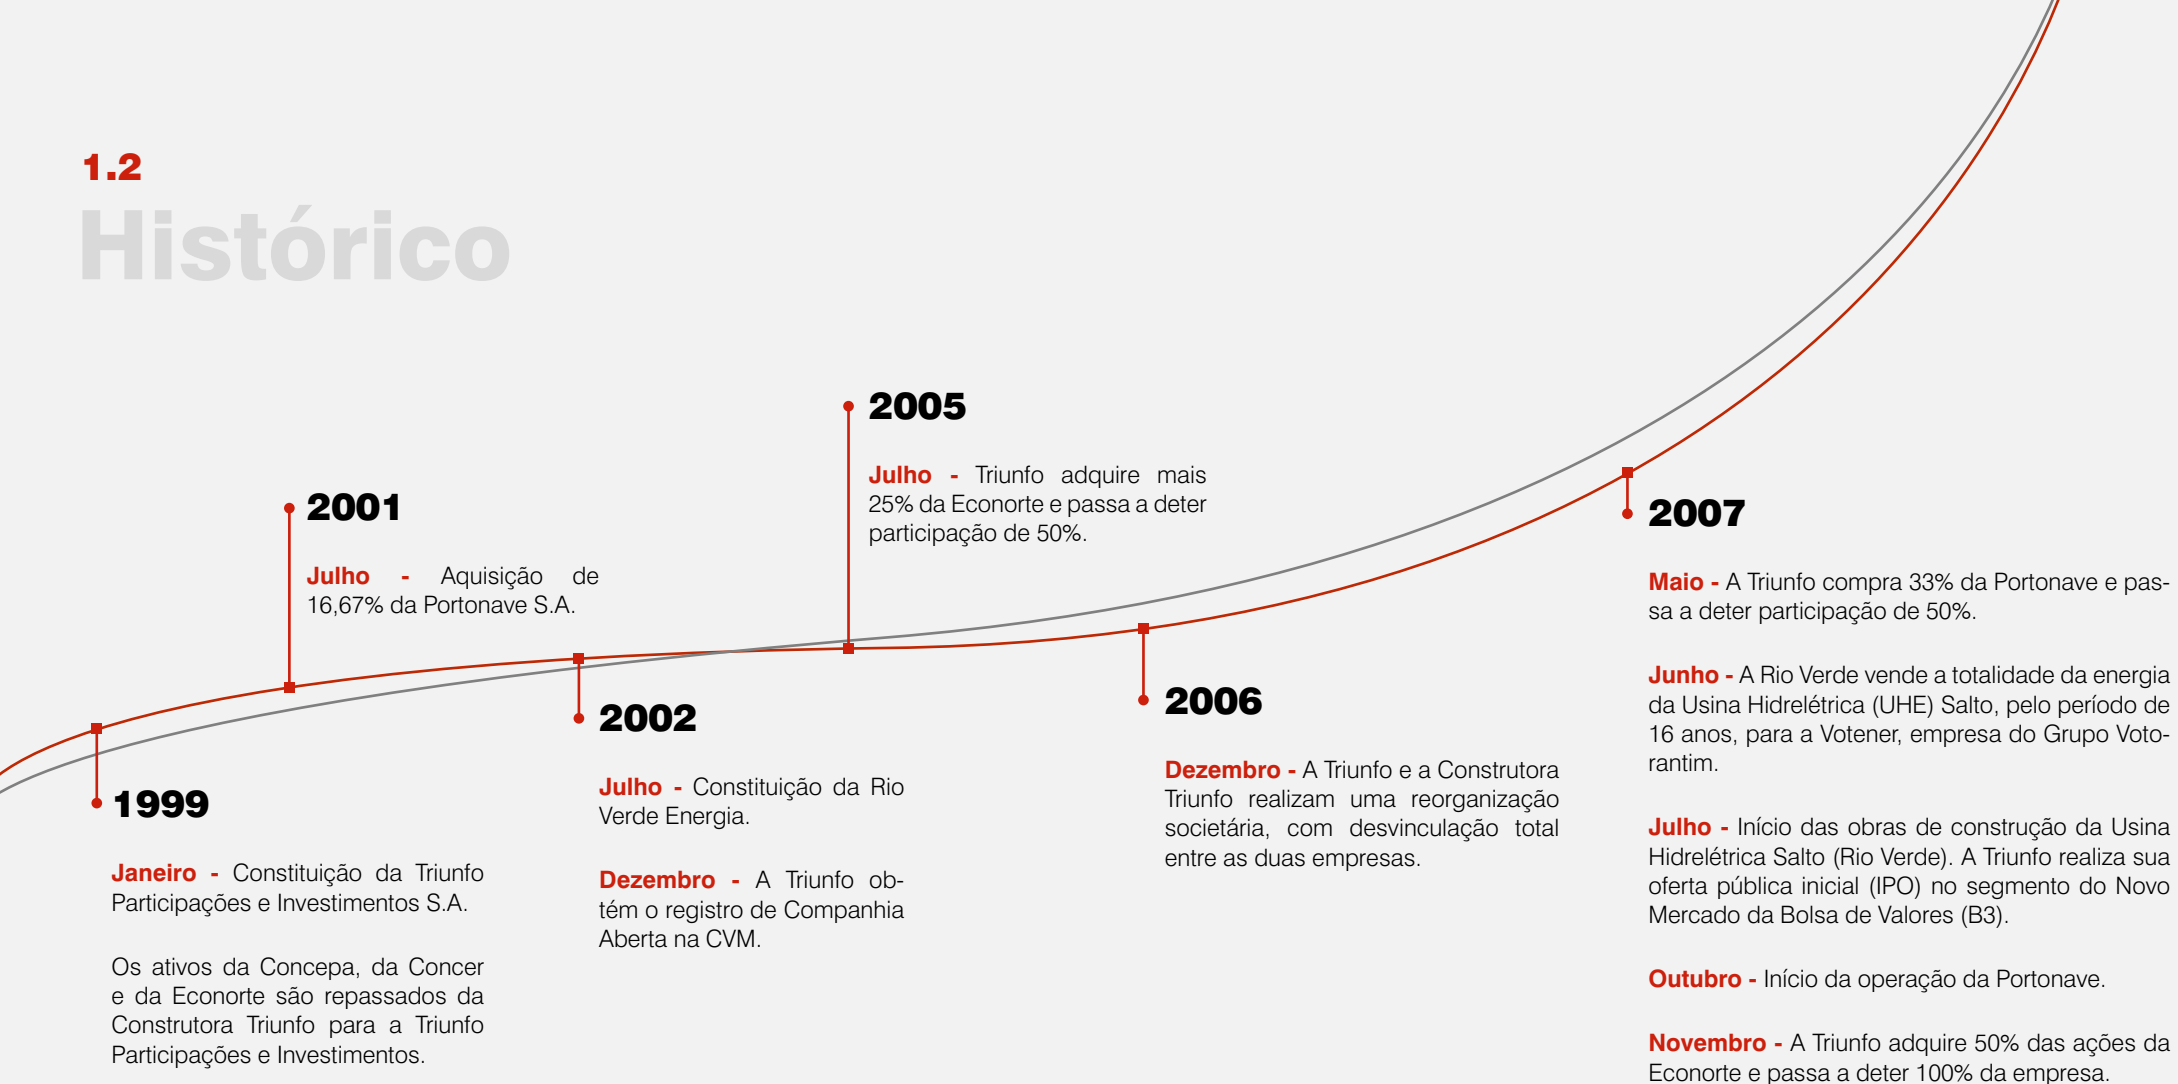 1.2
Histórico
1999
Janeiro - Constituição da Triunfo
Participações e Investimentos S.A.
Os ativos da Concepa, da Concer
e da Econorte são repassados da
Construtora Triunfo para a Triunfo
Participações e Investimentos.
2001
Julho - Aquisição de
16,67% da Portonave S.A.
2002
Julho - Constituição da Rio
Verde Energia.
Dezembro - A Triunfo ob-
tém o registro de Companhia
Aberta na CVM.
2005
Julho - Triunfo adquire mais
25% da Econorte e passa a deter
participação de 50%.
2006
Dezembro - A Triunfo e a Construtora
Triunfo realizam uma reorganização
societária, com desvinculação total
entre as duas empresas.
2007
Maio - A Triunfo compra 33% da Portonave e pas-
sa a deter participação de 50%.
Junho - A Rio Verde vende a totalidade da energia
da Usina Hidrelétrica (UHE) Salto, pelo período de
16 anos, para a Votener, empresa do Grupo Voto-
rantim.
Julho - Início das obras de construção da Usina
Hidrelétrica Salto (Rio Verde). A Triunfo realiza sua
oferta pública inicial (IPO) no segmento do Novo
Mercado da Bolsa de Valores (B3).
Outubro - Início da operação da Portonave.
Novembro - A Triunfo adquire 50% das ações da
Econorte e passa a deter 100% da empresa.